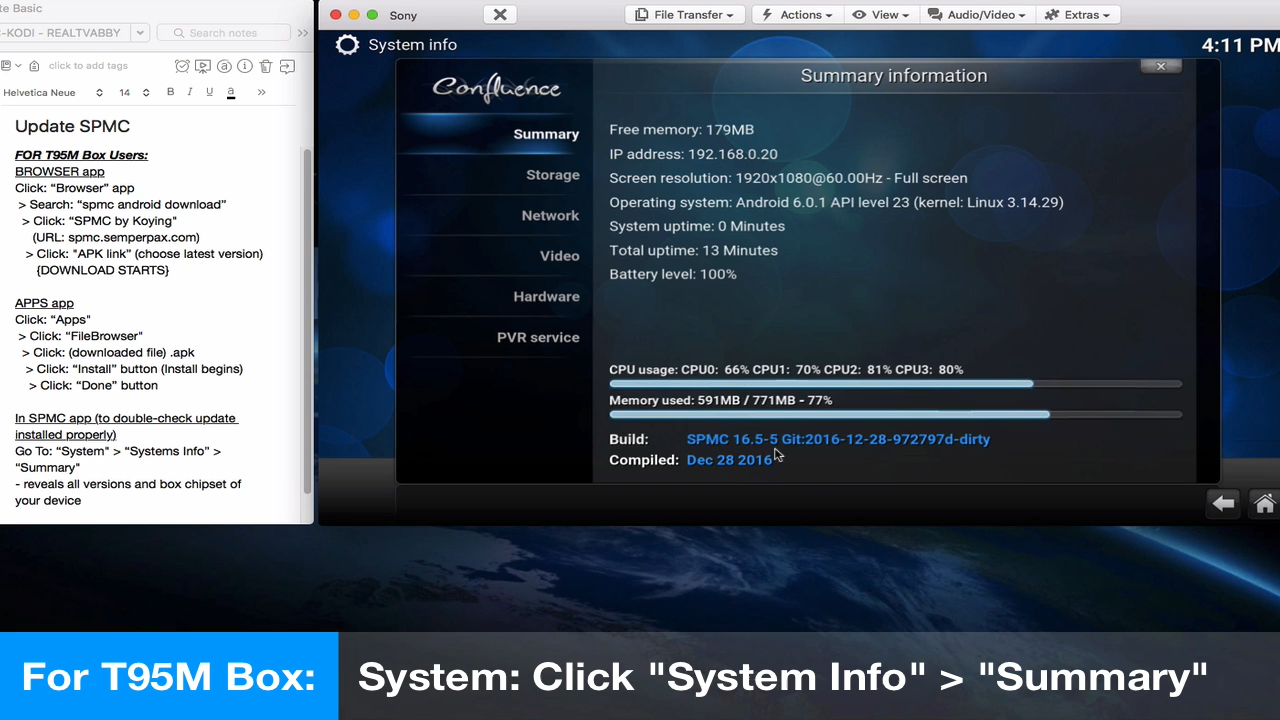 te Basic
-KODI - REALTVABBY
Search notes
click to add tags
Helvetica Neue 14 B I U a
Update SPMC
FOR T95M Box Users:
BROWSER app
Click: “Browser” app
> Search: “spmc android download”
> Click: “SPMC by Koying”
(URL: spmc.semperpax.com)
> Click: “APK link” (choose latest version)
{DOWNLOAD STARTS}
APPS app
Click: “Apps”
> Click: “FileBrowser”
> Click: (downloaded file) .apk
> Click: “Install” button (Install begins)
> Click: “Done” button
In SPMC app (to double-check update
installed properly)
Go To: “System” > “Systems Info” >
“Summary”
- reveals all versions and box chipset of
your device
Sony
File Transfer
Actions
View
Audio/Video
Extras
System info
4:11 PM
Confluence
Summary information
Summary
Storage
Network
Video
Hardware
PVR service
Free memory: 179MB
IP address: 192.168.0.20
Screen resolution: 1920x1080@60.00Hz - Full screen
Operating system: Android 6.0.1 API level 23 (kernel: Linux 3.14.29)
System uptime: 0 Minutes
Total uptime: 13 Minutes
Battery level: 100%
CPU usage: CPU0: 66% CPU1: 70% CPU2: 81% CPU3: 80%
Memory used: 591MB / 771MB - 77%
Build: SPMC 16.5-5 Git:2016-12-28-972797d-dirty
Compiled: Dec 28 2016
For T95M Box: System: Click "System Info" > "Summary"